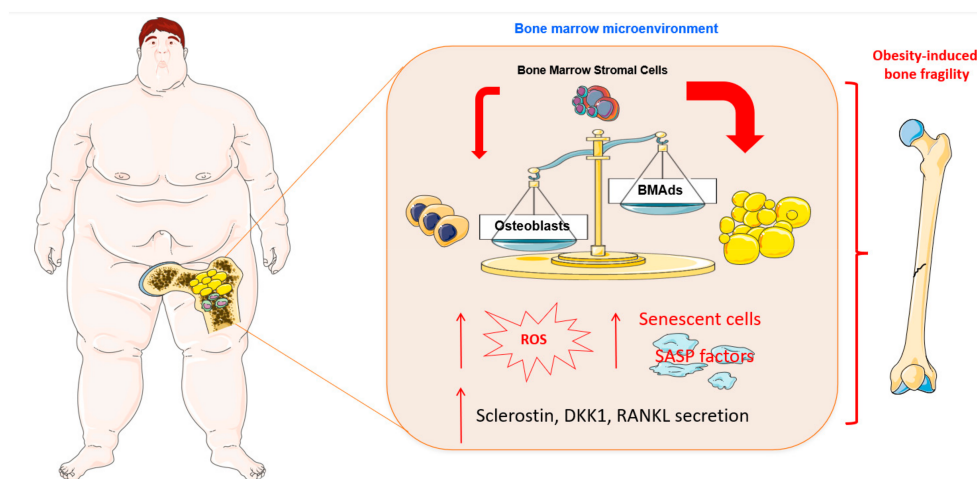 Bone marrow microenvironment
Obesity-induced
bone fragility
Bone Marrow Stromal Cells
BMAds
Osteoblasts
ROS
Senescent cells
SASP factors
Sclerostin, DKK1, RANKL secretion